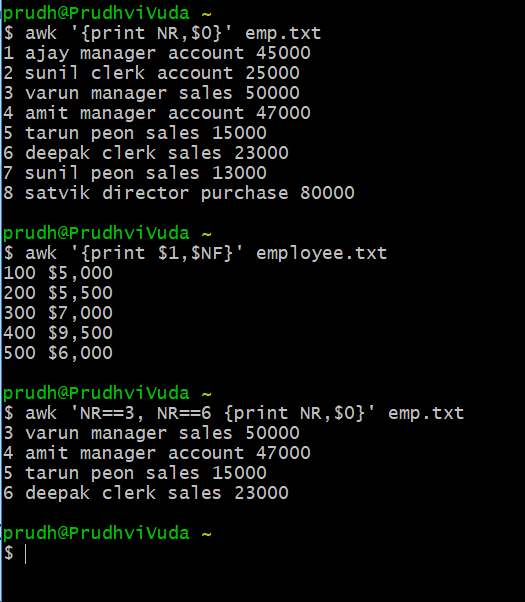 prudh@PrudhviVuda ~
$ awk '{print NR,$0}' emp.txt
1 ajay manager account 45000
2 sunil clerk account 25000
3 varun manager sales 50000
4 amit manager account 47000
5 tarun peon sales 15000
6 deepak clerk sales 23000
7 sunil peon sales 13000
8 satvik director purchase 80000
prudh@PrudhviVuda ~
$ awk '{print $1,$NF}' employee.txt
100 $5,000
200 $5,500
300 $7,000
400 $9,500
500 $6,000
prudh@PrudhviVuda ~
$ awk 'NR==3, NR==6 {print NR,$0}' emp.txt
3 varun manager sales 50000
4 amit manager account 47000
5 tarun peon sales 15000
6 deepak clerk sales 23000
prudh@PrudhviVuda ~
$